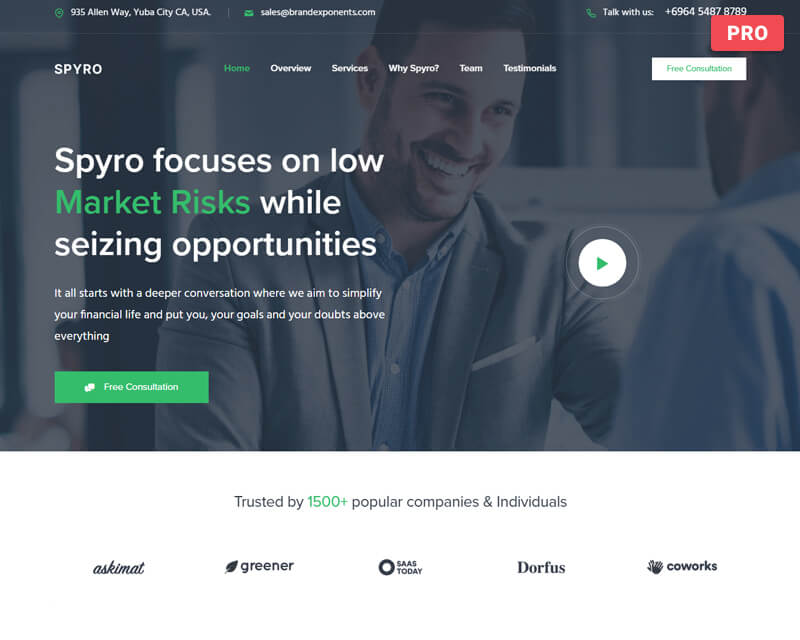 935 Allen Way, Yuba City CA, USA.
sales@brandexponents.com
Talk with us: +6964 5487 8789
PRO
SPYRO
Home Overview Services Why Spyro? Team Testimonials
Free Consultation
Spyro focuses on low
Market Risks while
seizing opportunities
It all starts with a deeper conversation where we aim to simplify
your financial life and put you, your goals and your doubts above
everything
Free Consultation
Trusted by 1500+ popular companies & Individuals
askimat
greener
SAAS
TODAY
Dorfus
coworks